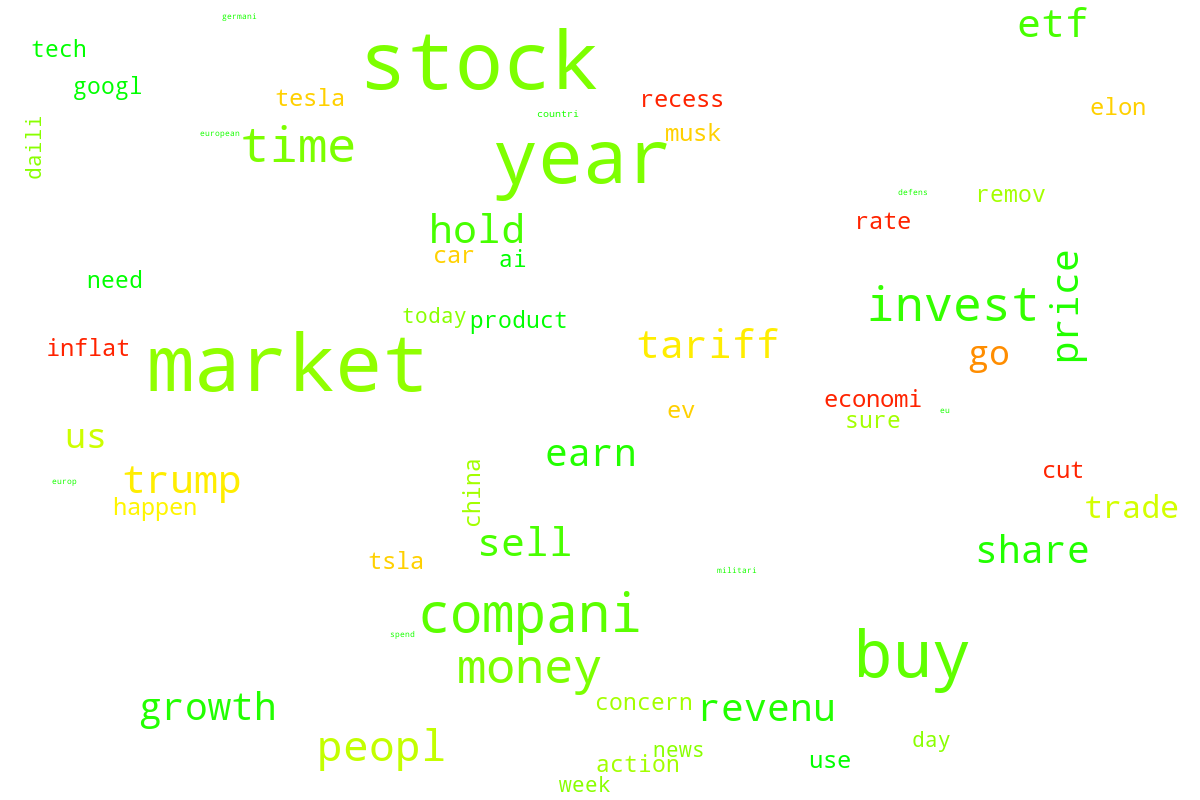 germani
etf
stock
tech
googl
tesla
recess
elon
countri
musk
daili
european
time
year
defens
remov
rate
hold
car
ai
need
price
invest
today
product
inflat
tariff
go
market
economi
ev
eu
sure
us
earn
cut
europ
trump
china
happen
trade
sell
share
tsla
militari
compani
spend
buy
money
concern
growth
revenu
peopl
news
day
action
use
week